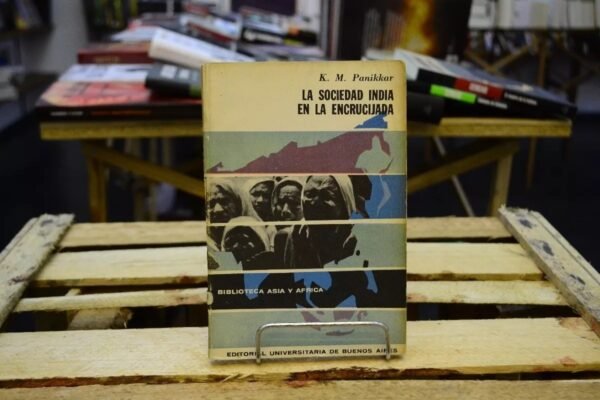 K. M. Panikkar
LA SOCIEDAD INDIA
EN LA ENCRUCIJADA
BIBLIOTECA ASIA Y AFRICA
EDITORIAL UNIVERSITARIA DE BUENOS AIRES